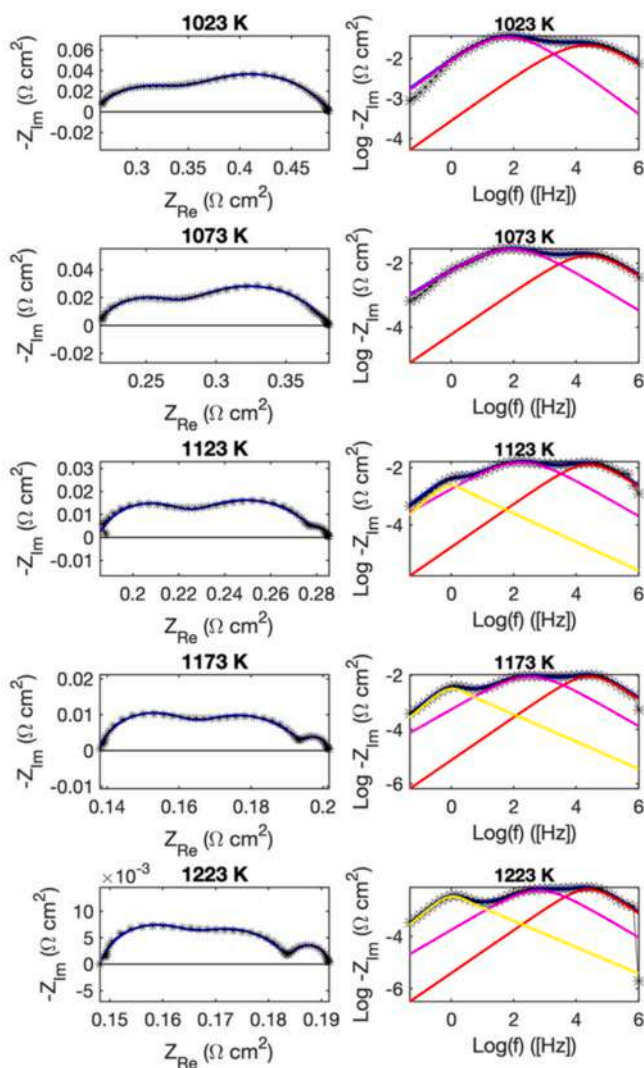 1023 K
-Z_Im (Ω cm²)
0.06
0.04
0.02
0
-0.02
0.3 0.35 0.4 0.45
Z_Re (Ω cm²)
1023 K
Log -Z_Im (Ω cm²)
-2
-3
-4
0 2 4 6
Log(f) ([Hz])
1073 K
-Z_Im (Ω cm²)
0.04
0.02
0
-0.02
0.25 0.3 0.35
Z_Re (Ω cm²)
1073 K
Log -Z_Im (Ω cm²)
-2
-4
0 2 4 6
Log(f) ([Hz])
1123 K
-Z_Im (Ω cm²)
0.03
0.02
0.01
0
-0.01
0.2 0.22 0.24 0.26 0.28
Z_Re (Ω cm²)
1123 K
Log -Z_Im (Ω cm²)
-2
-4
0 2 4 6
Log(f) ([Hz])
1173 K
-Z_Im (Ω cm²)
0.02
0.01
0
-0.01
0.14 0.16 0.18 0.2
Z_Re (Ω cm²)
1173 K
Log -Z_Im (Ω cm²)
-2
-4
-6
0 2 4 6
Log(f) ([Hz])
×10⁻³
1223 K
-Z_Im (Ω cm²)
10
5
0
-5
0.15 0.16 0.17 0.18 0.19
Z_Re (Ω cm²)
1223 K
Log -Z_Im (Ω cm²)
-4
-6
0 2 4 6
Log(f) ([Hz])